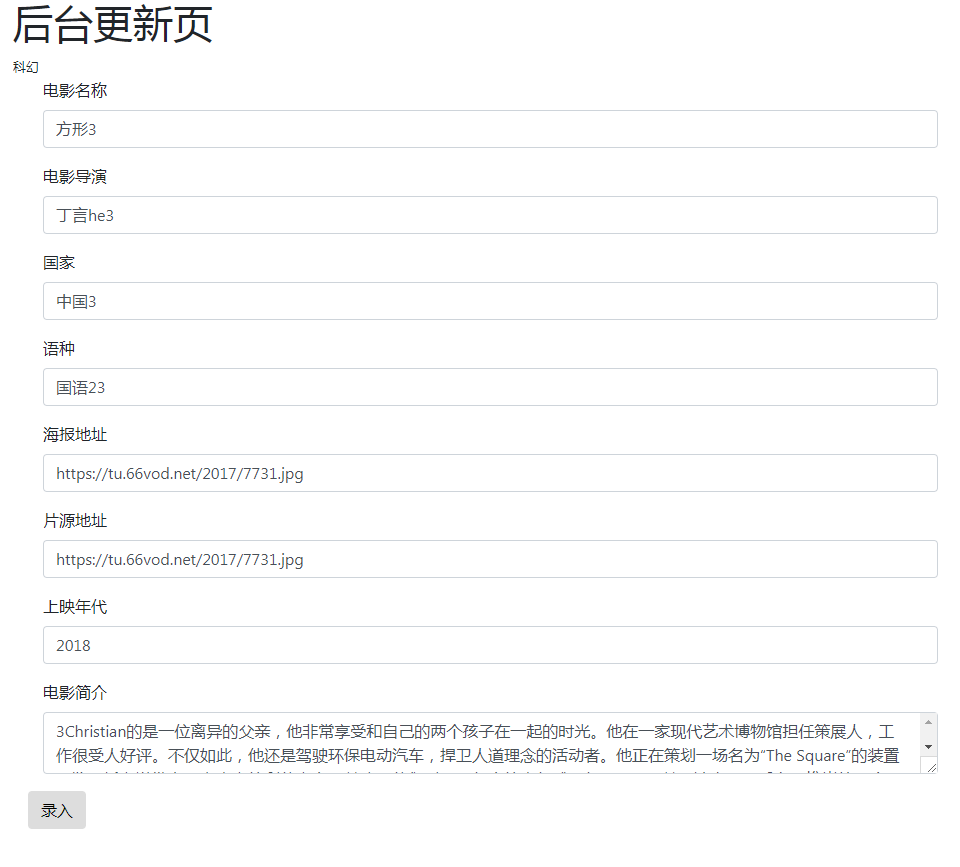 后台更新页
科幻
电影名称
方形3
电影导演
丁言he3
国家
中国3
语种
国语23
海报地址
https://tu.66vod.net/2017/7731.jpg
片源地址
https://tu.66vod.net/2017/7731.jpg
上映年代
2018
电影简介
3Christian的是一位离异的父亲，他非常享受和自己的两个孩子在一起的时光。他在一家现代艺术博物馆担任策展人，工
作很受人好评。不仅如此，他还是驾驶环保电动汽车，捍卫人道理念的活动者。他正在策划一场名为“The Square”的装置
录入